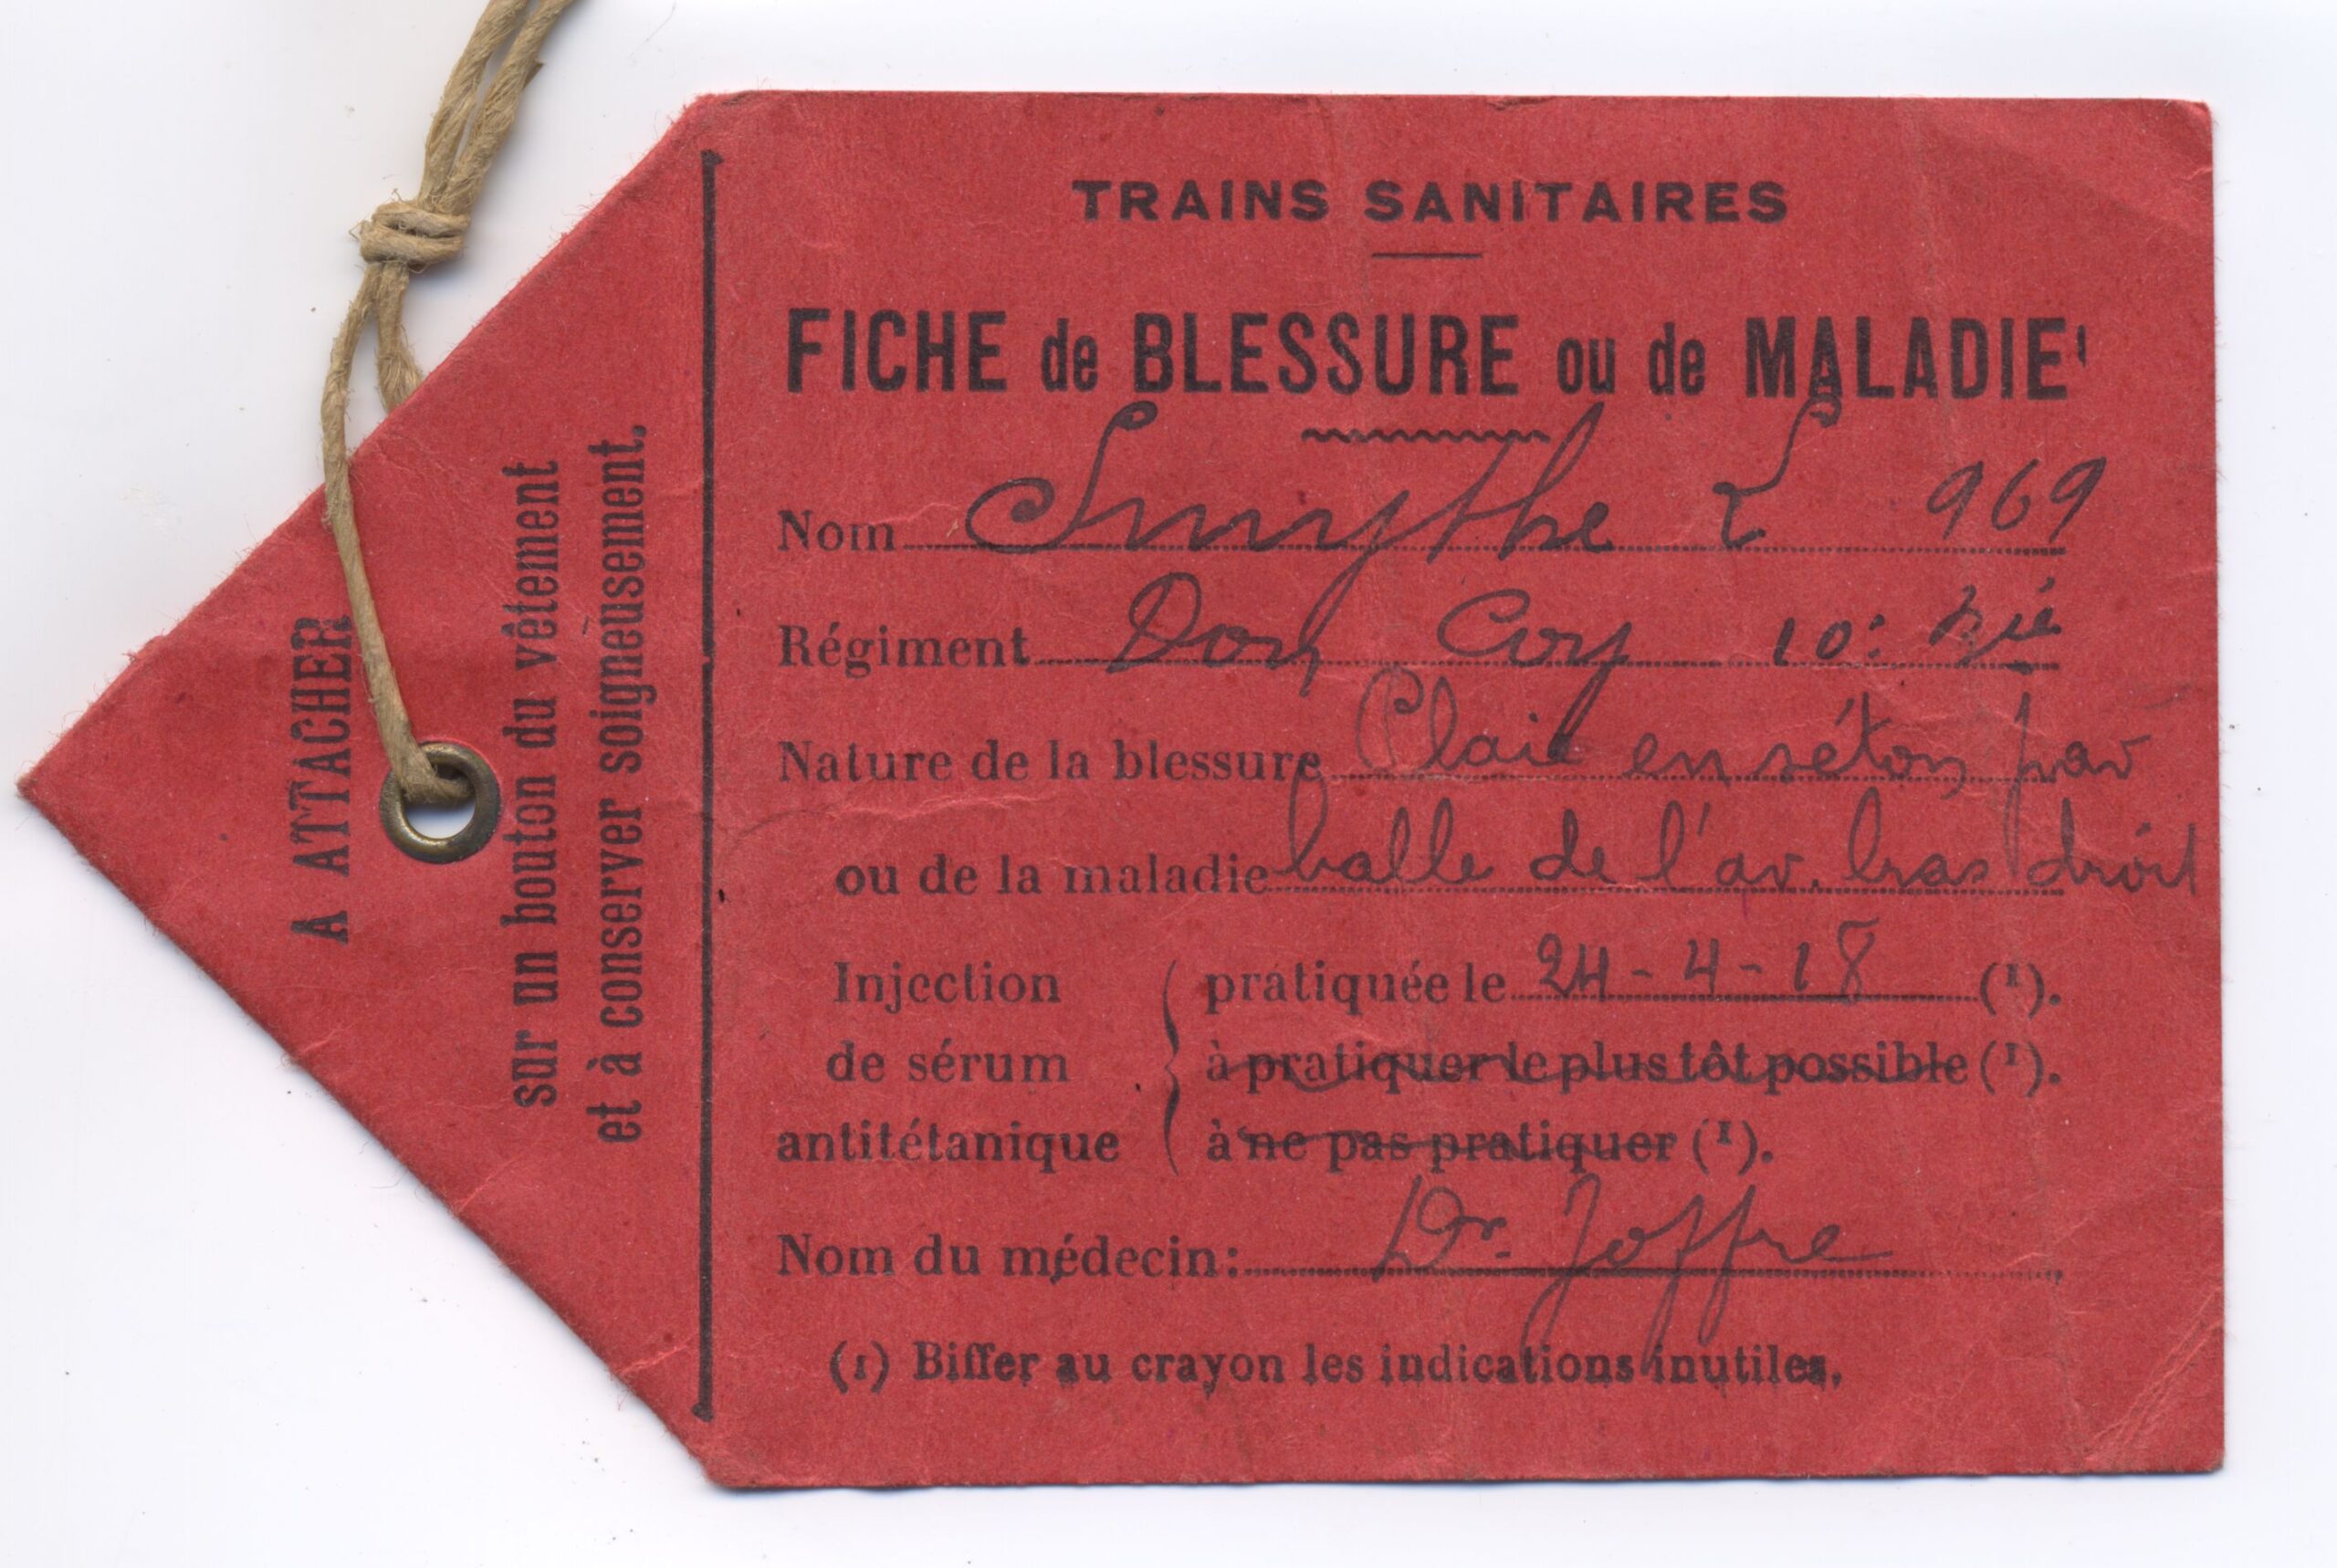 A ATTACHER
sur un bouton du vêtement
et à conserver soigneusement.
TRAINS SANITAIRES
FICHE de BLESSURE ou de MALADIE
Nom Smythe L 969
Régiment Don Coy 10:
Nature de la blessure Plaie en séton par
ou de la maladie balle de l'av. bras droit
Injection
de sérum
antitétanique
pratiquée le 24-4-18 (1).
à pratiquer le plus tôt possible (1).
à ne pas pratiquer (1).
Nom du médecin: Dr. Joffre
(1) Biffer au crayon les indications inutiles.